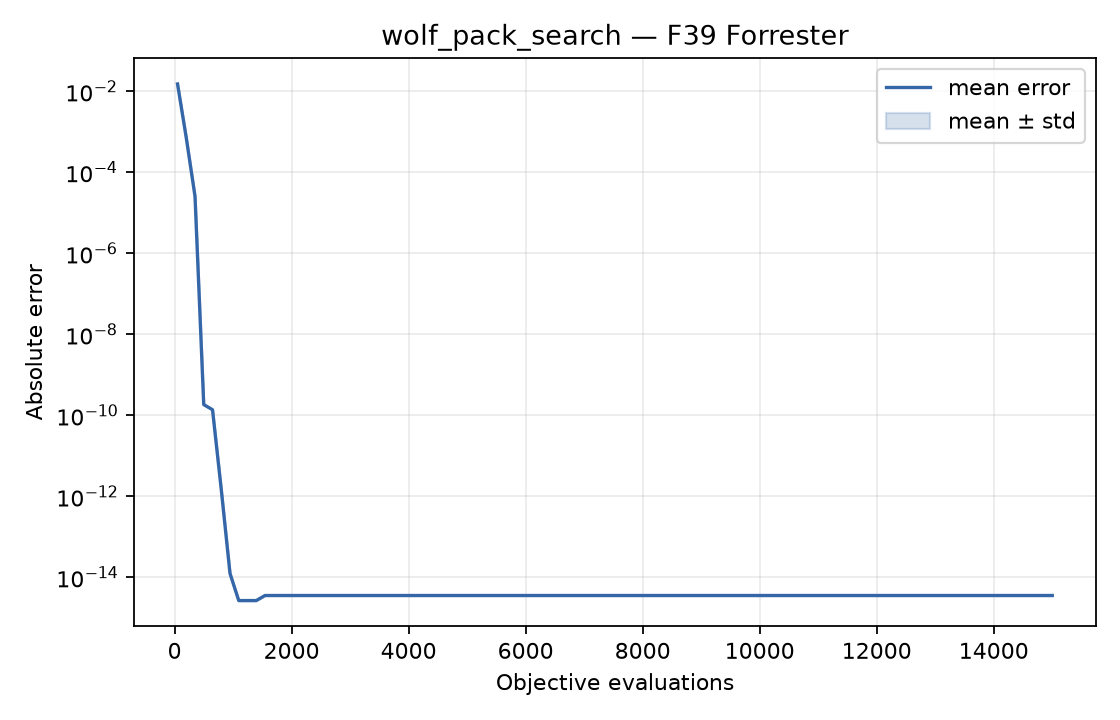 wolf_pack_search — F39 Forrester
mean error
mean ± std
Absolute error
10⁻²
10⁻⁴
10⁻⁶
10⁻⁸
10⁻¹⁰
10⁻¹²
10⁻¹⁴
0 2000 4000 6000 8000 10000 12000 14000
Objective evaluations